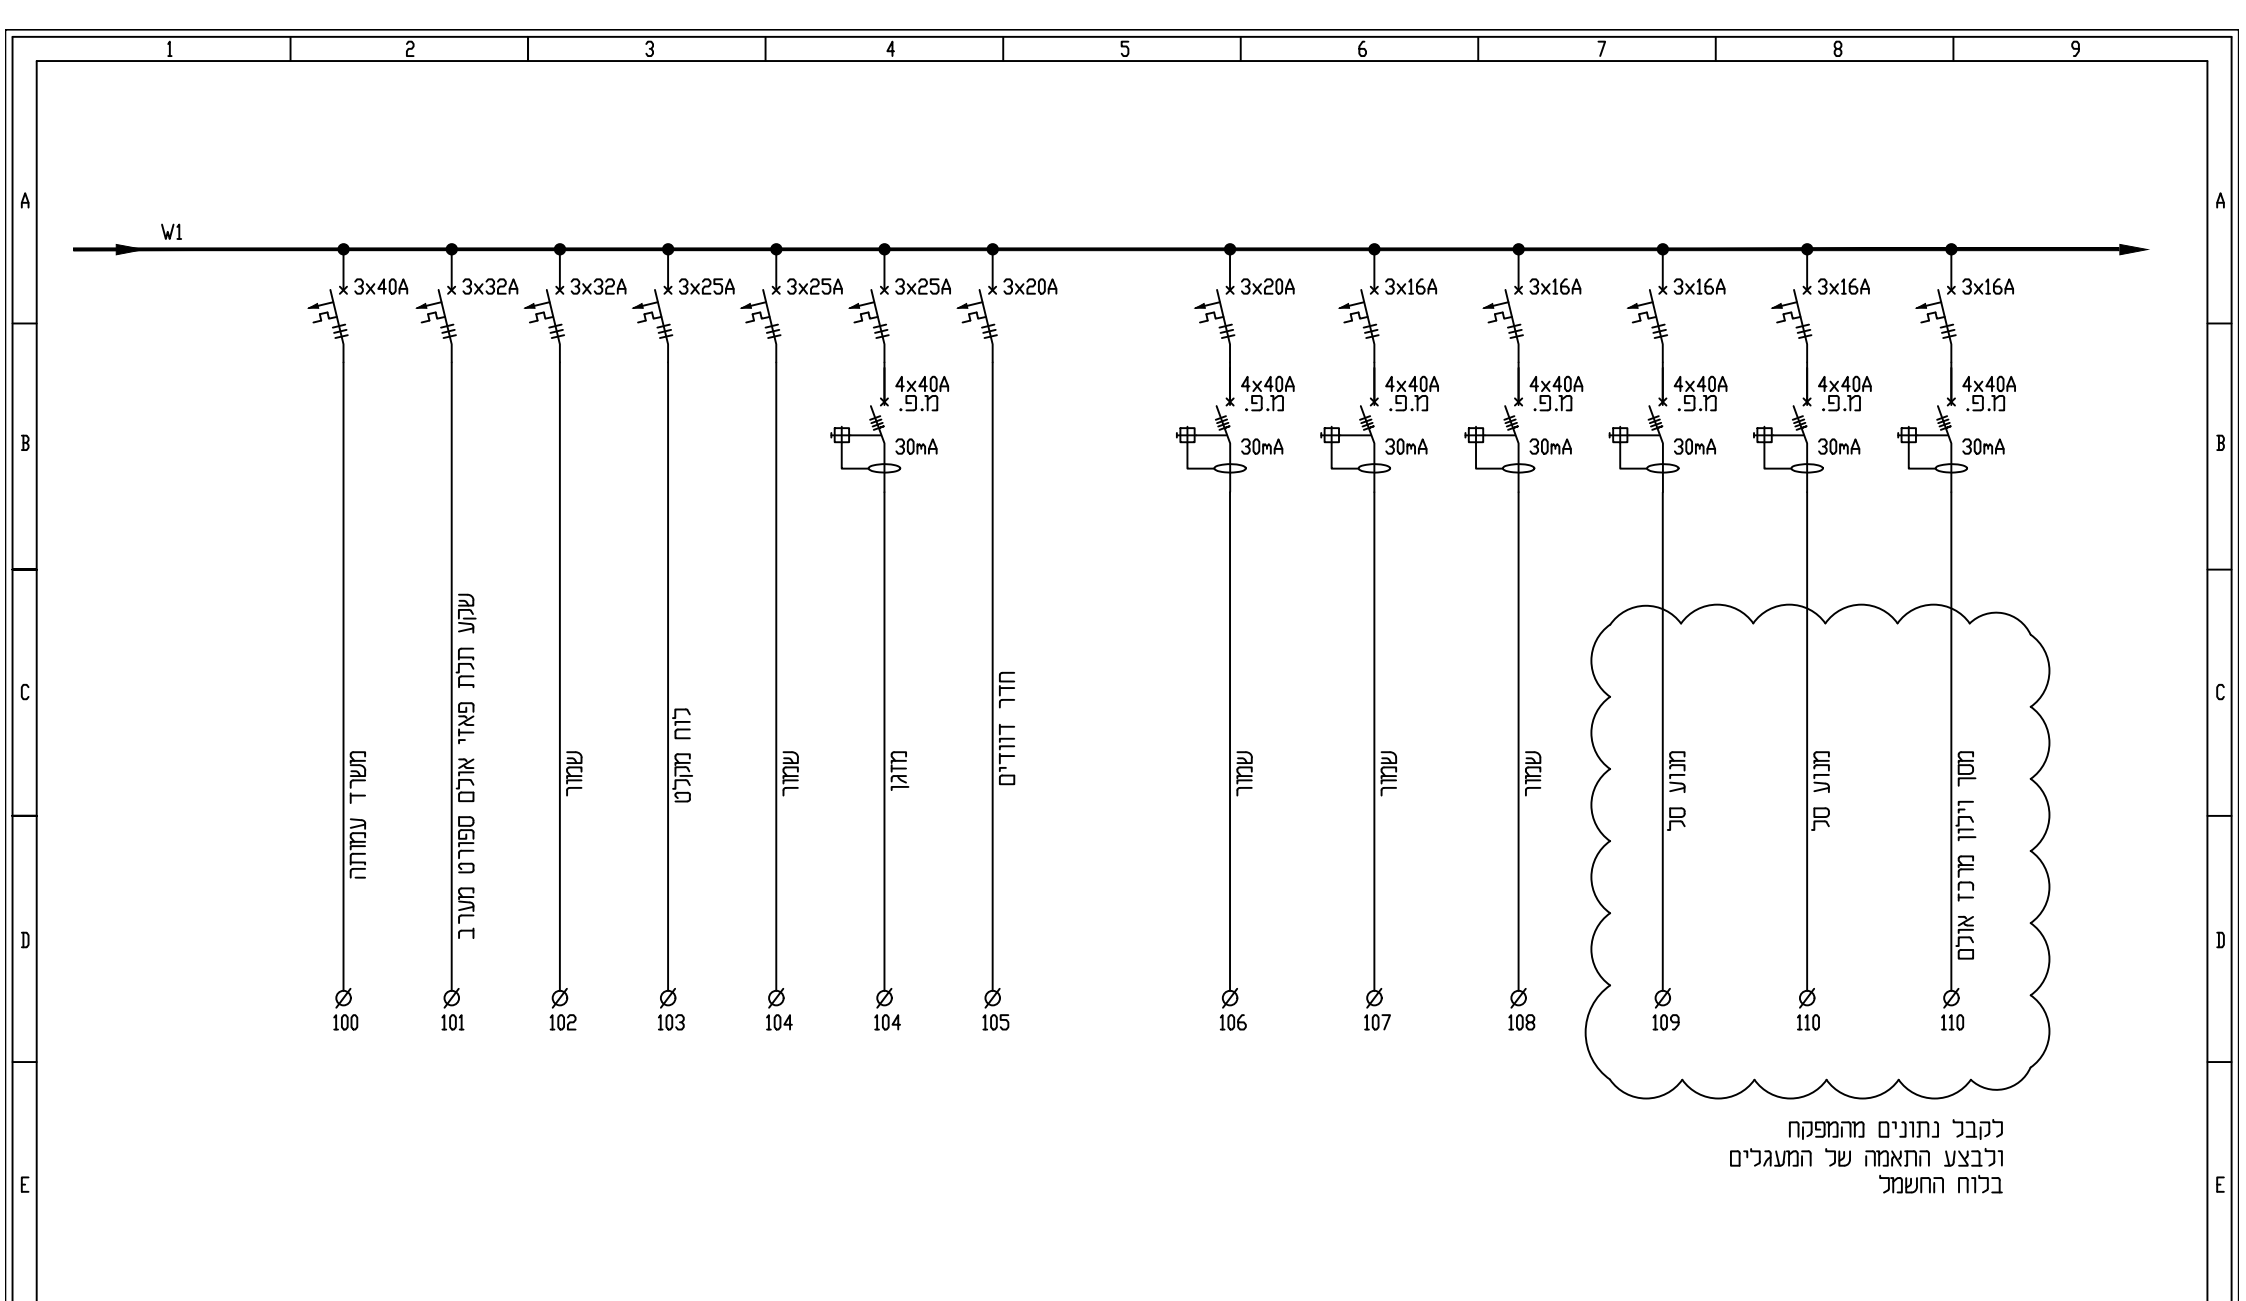 1 2 3 4 5 6 7 8 9
A A
W1
3x40A 3x32A 3x32A 3x25A 3x25A 3x25A 3x20A 3x20A 3x16A 3x16A 3x16A 3x16A 3x16A
4x40A 4x40A 4x40A 4x40A 4x40A 4x40A 4x40A
מ.פ. מ.פ. מ.פ. מ.פ. מ.פ. מ.פ. מ.פ.
B B
30mA 30mA 30mA 30mA 30mA 30mA 30mA
C C
משרד עמותה
שקע תלת פאזי אולם ספורט מערב
שמור
לוח מקלט
שמור
מזגן
חדר דוודים
שמור
שמור
שמור
מנוע סל
מנוע סל
מסך וילון מרכז אולם
D D
100 101 102 103 104 104 105 106 107 108 109 110 110
לקבל נתונים מהמפקח
ולבצע התאמה של המעגלים
בלוח החשמל
E E